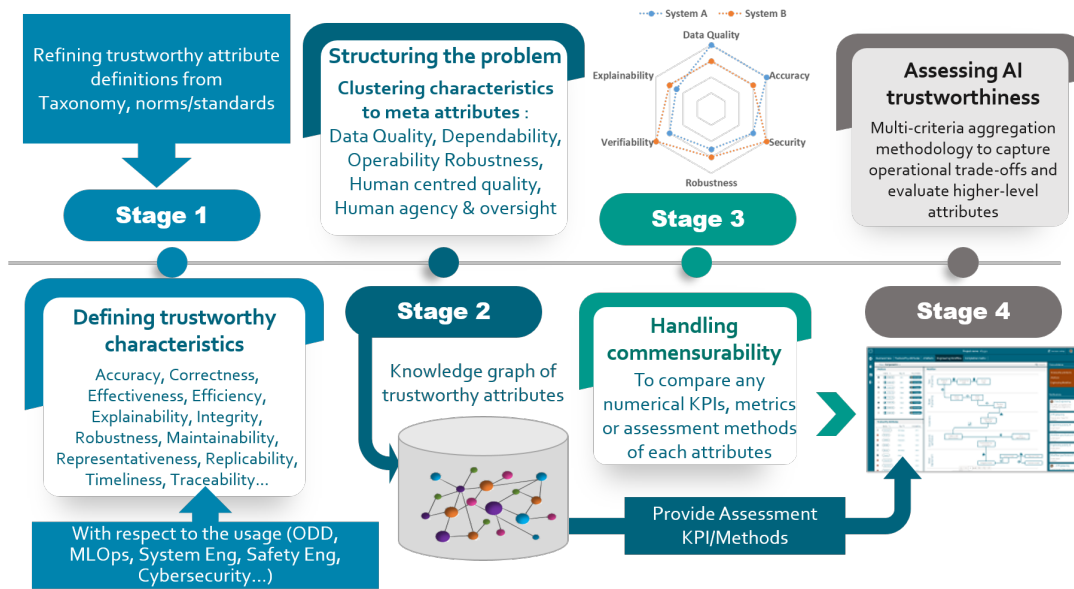 Refining trustworthy attribute
definitions from
Taxonomy, norms/standards
Stage 1
Defining trustworthy
characteristics
Accuracy, Correctness,
Effectiveness, Efficiency,
Explainability, Integrity,
Robustness, Maintainability,
Representativeness, Replicability,
Timeliness, Traceability...
With respect to the usage (ODD,
MLOps, System Eng, Safety Eng,
Cybersecurity...)
Structuring the problem
Clustering characteristics
to meta attributes :
Data Quality, Dependability,
Operability Robustness,
Human centred quality,
Human agency & oversight
Stage 2
Knowledge graph of
trustworthy attributes
System A
System B
Data Quality
Explainability
Accuracy
Verifiability
Security
Robustness
Stage 3
Handling
commensurability
To compare any
numerical KPIs, metrics
or assessment methods
of each attributes
Provide Assessment
KPI/Methods
Assessing AI
trustworthiness
Multi-criteria aggregation
methodology to capture
operational trade-offs and
evaluate higher-level
attributes
Stage 4